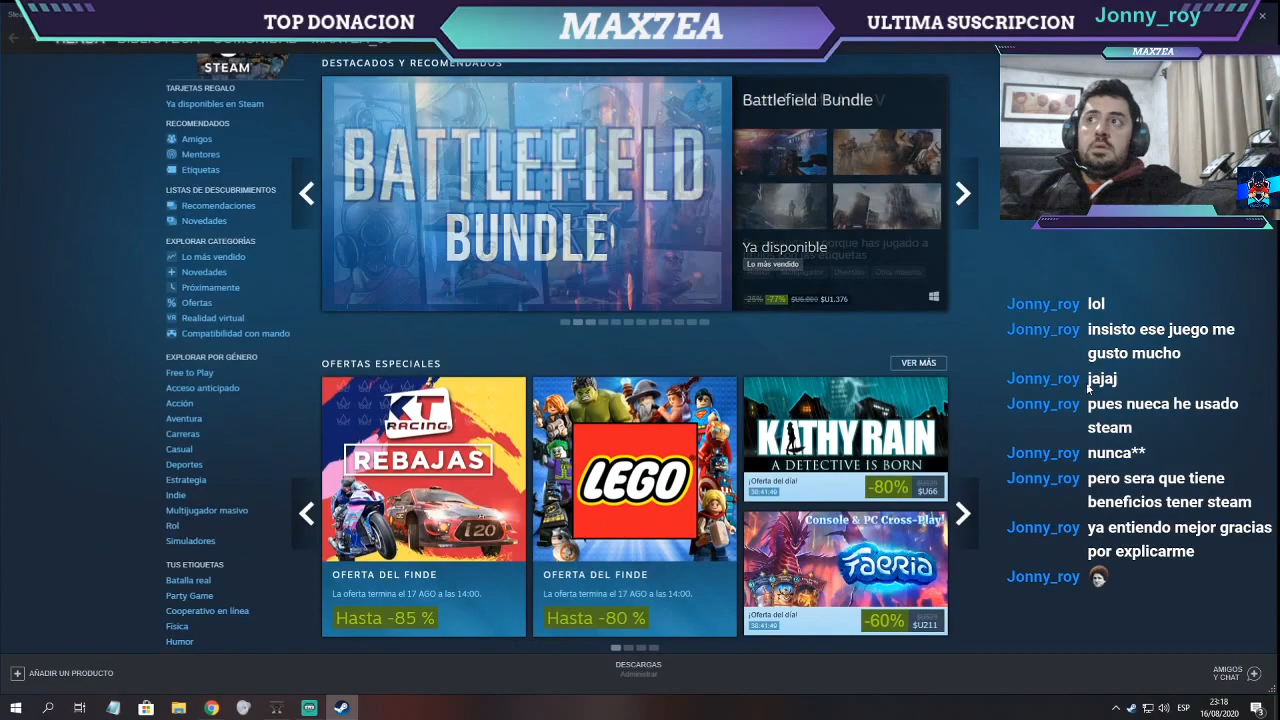 TOP DONACION
MAX7EA
ULTIMA SUSCRIPCION
Jonny_roy
MAX7EA
STEAM
TARJETAS REGALO
Ya disponibles en Steam
RECOMENDADOS
Amigos
Mentores
Etiquetas
LISTAS DE DESCUBRIMIENTOS
Recomendaciones
Novedades
EXPLORAR CATEGORÍAS
Lo más vendido
Novedades
Próximamente
Ofertas
VR Realidad virtual
Compatibilidad con mando
EXPLORAR POR GÉNERO
Free to Play
Acceso anticipado
Acción
Aventura
Carreras
Casual
Deportes
Estrategia
Indie
Multijugador masivo
Rol
Simuladores
TUS ETIQUETAS
Batalla real
Party Game
Cooperativo en línea
Física
Humor
DESTACADOS Y RECOMENDADOS
BATTLEFIELD
BUNDLE
Battlefield Bundle
Ya disponible
Lo más vendido
-77% $U1.376
OFERTAS ESPECIALES
VER MÁS
KT
RACING
REBAJAS
i20
OFERTA DEL FINDE
La oferta termina el 17 AGO a las 14:00.
Hasta -85 %
LEGO
OFERTA DEL FINDE
La oferta termina el 17 AGO a las 14:00.
Hasta -80 %
KATHY RAIN
A DETECTIVE IS BORN
¡Oferta del día!
38:41:49
-80%
$U66
Console & PC Cross-Play!
faeria
¡Oferta del día!
38:41:49
-60%
$U211
Jonny_roy lol
Jonny_roy insisto ese juego me
gusto mucho
Jonny_roy jajaj
Jonny_roy pues nueca he usado
steam
Jonny_roy nunca**
Jonny_roy pero sera que tiene
beneficios tener steam
Jonny_roy ya entiendo mejor gracias
por explicarme
Jonny_roy
AÑADIR UN PRODUCTO
DESCARGAS
Administrar
AMIGOS
Y CHAT
ESP
23:18
16/08/2020